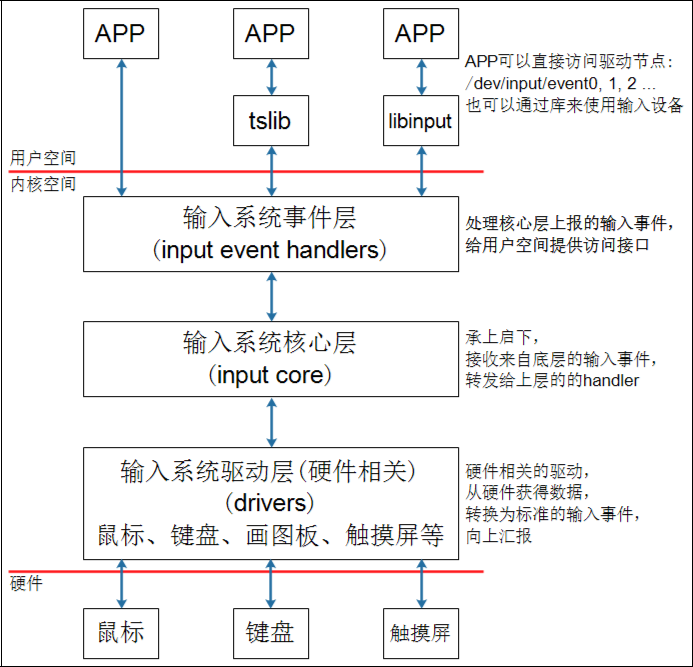 APP
APP
APP
APP可以直接访问驱动节点:
/dev/input/event0, 1, 2 ...
也可以通过库来使用输入设备
tslib
libinput
用户空间
内核空间
输入系统事件层
(input event handlers)
处理核心层上报的输入事件,
给用户空间提供访问接口
输入系统核心层
(input core)
承上启下,
接收来自底层的输入事件,
转发给上层的的handler
输入系统驱动层(硬件相关)
(drivers)
鼠标、键盘、画图板、触摸屏等
硬件相关的驱动,
从硬件获得数据,
转换为标准的输入事件,
向上汇报
硬件
鼠标
键盘
触摸屏